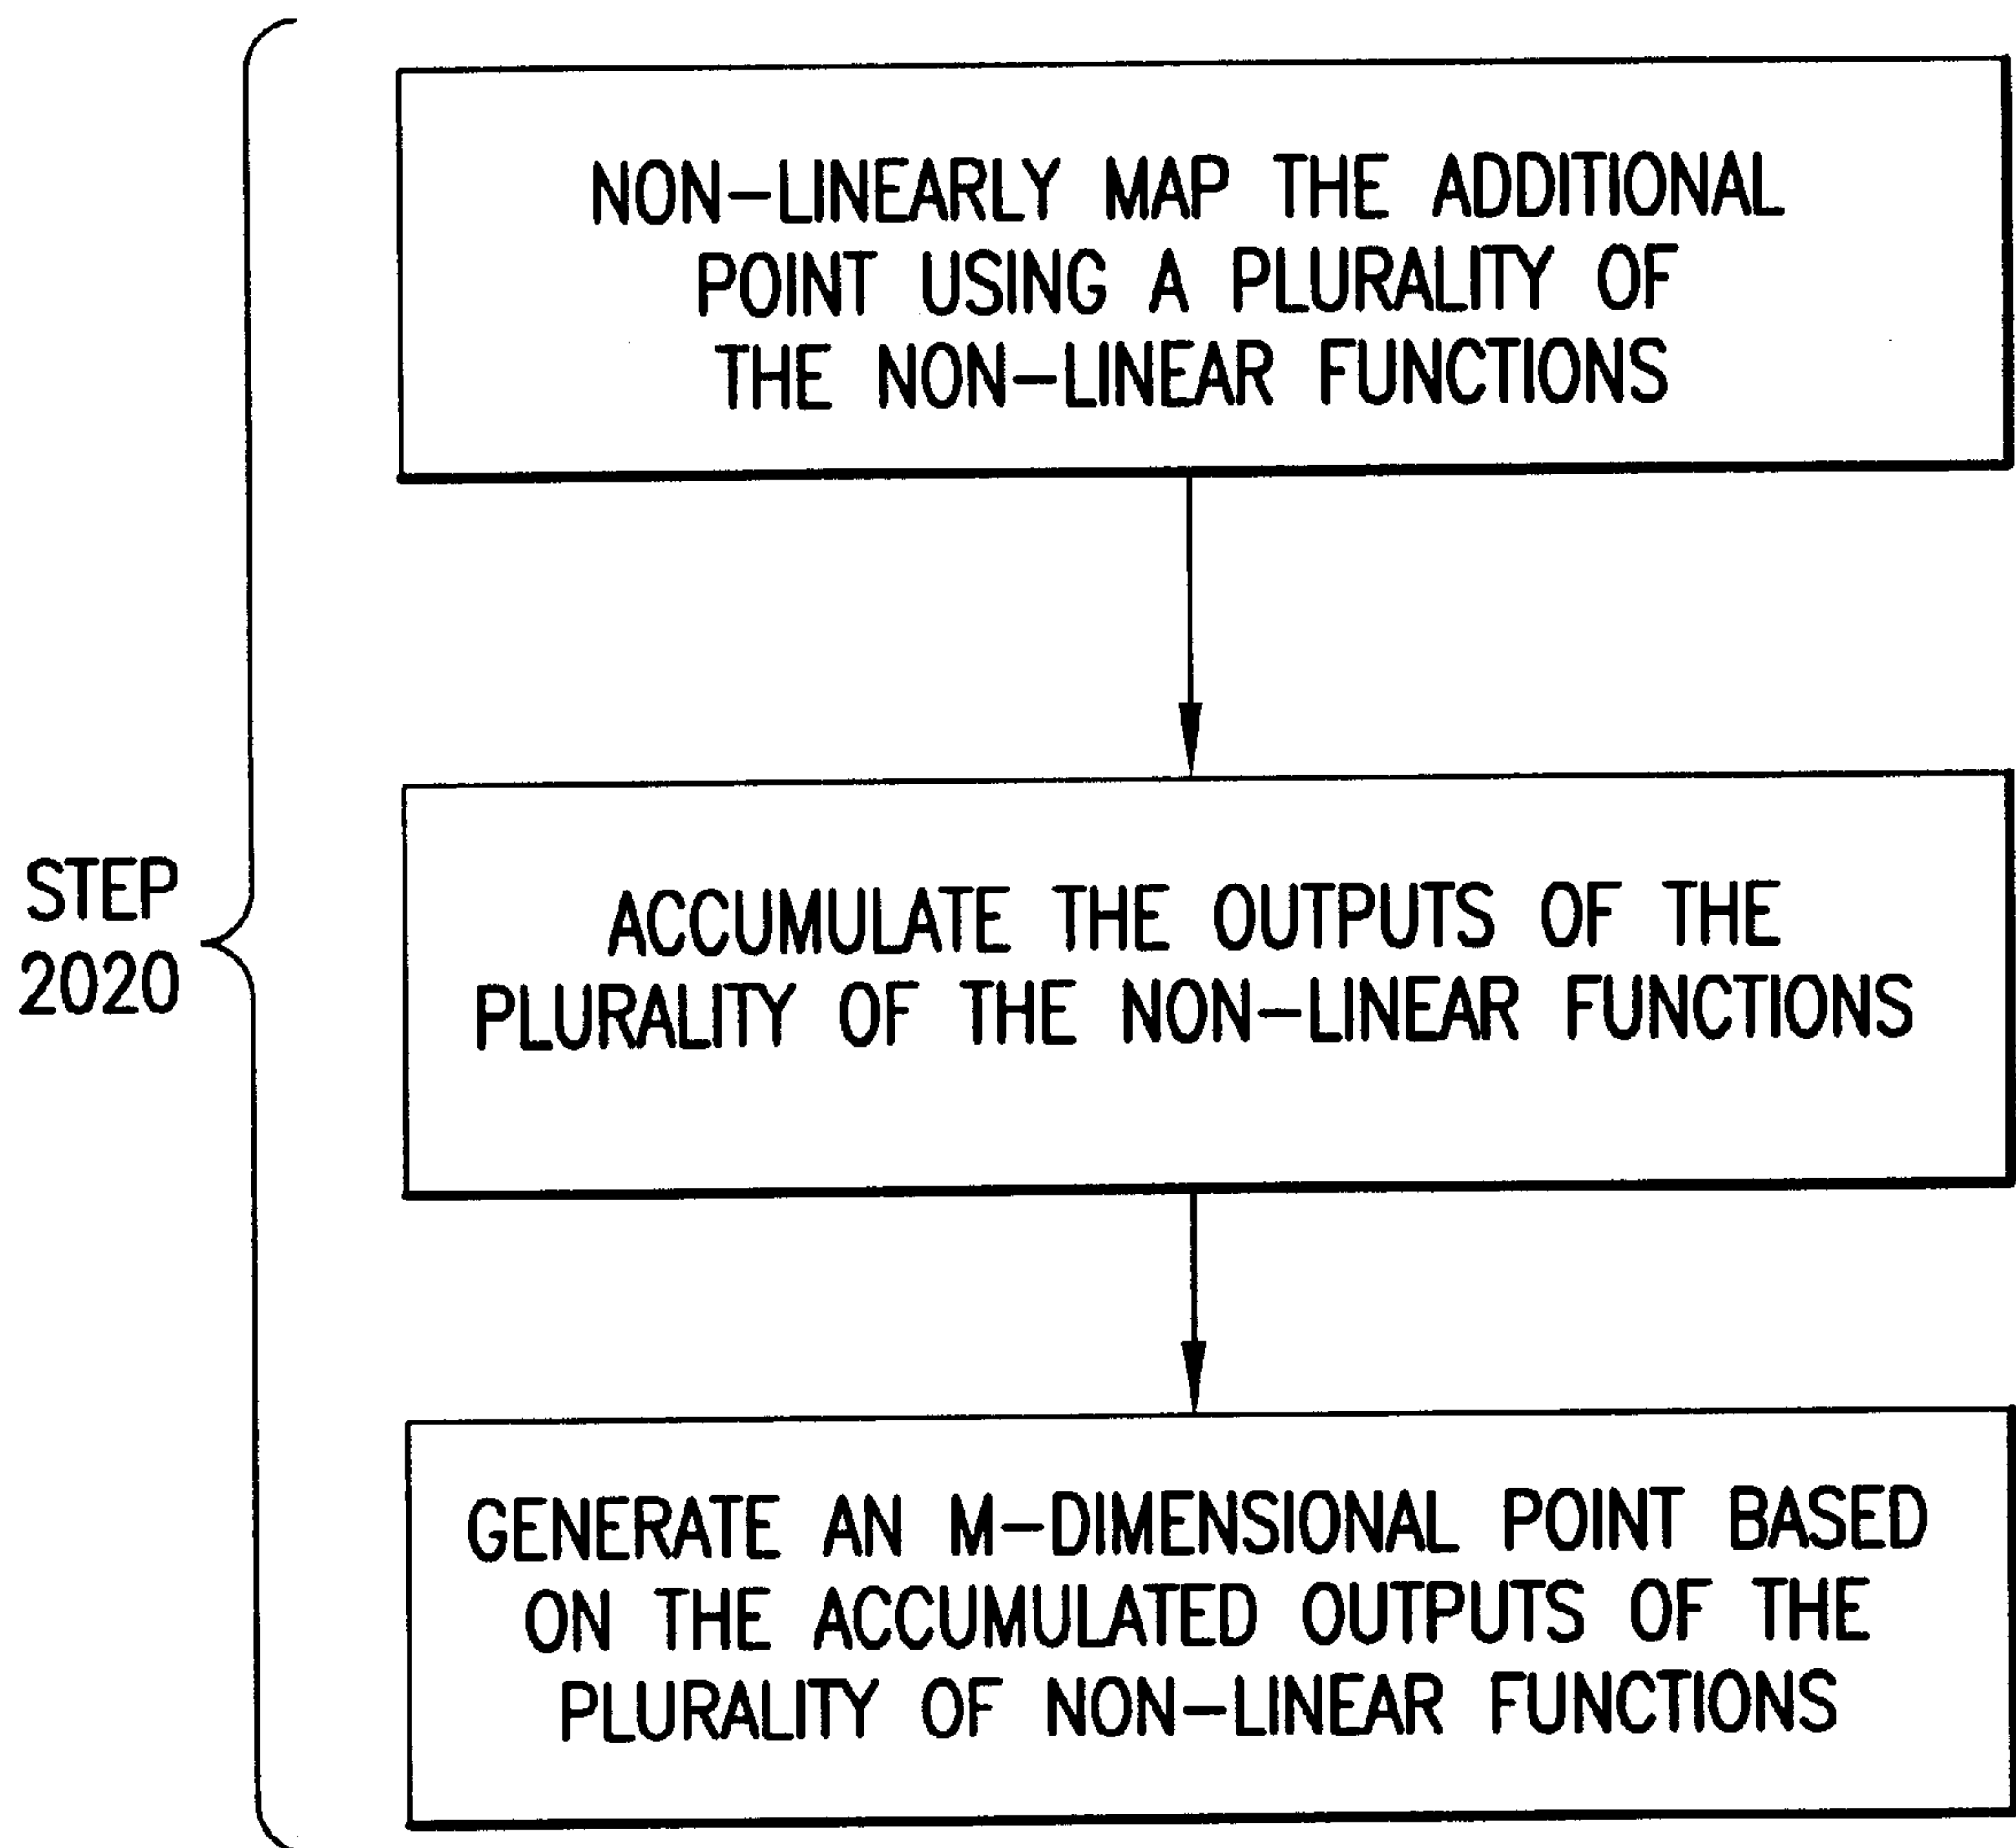 NON-LINEARLY MAP THE ADDITIONAL
POINT USING A PLURALITY OF
THE NON-LINEAR FUNCTIONS
STEP
2020
ACCUMULATE THE OUTPUTS OF THE
PLURALITY OF THE NON-LINEAR FUNCTIONS
GENERATE AN M-DIMENSIONAL POINT BASED
ON THE ACCUMULATED OUTPUTS OF THE
PLURALITY OF NON-LINEAR FUNCTIONS